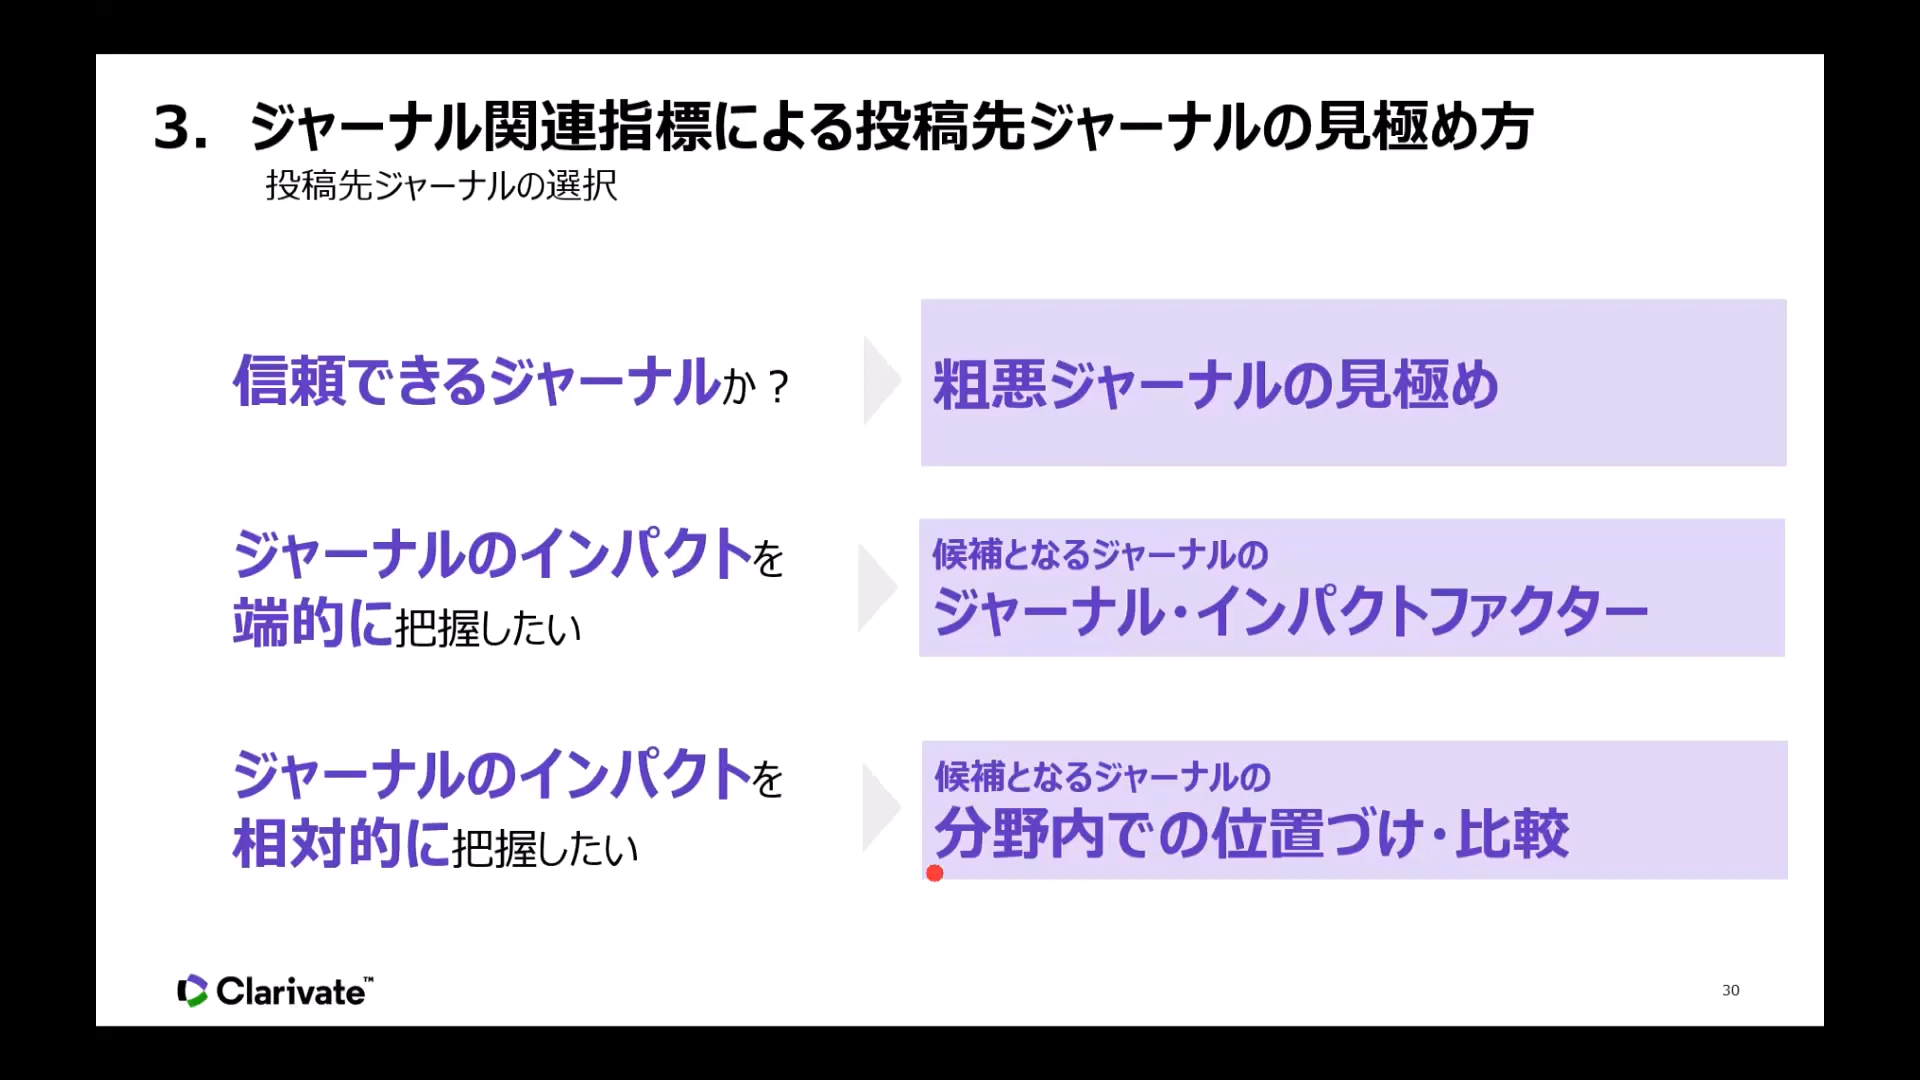 3. ジャーナル関連指標による投稿先ジャーナルの見極め方
投稿先ジャーナルの選択
信頼できるジャーナルか？
粗悪ジャーナルの見極め
ジャーナルのインパクトを
端的に把握したい
候補となるジャーナルの
ジャーナル・インパクトファクター
ジャーナルのインパクトを
相対的に把握したい
候補となるジャーナルの
分野内での位置づけ・比較
Clarivate™
30